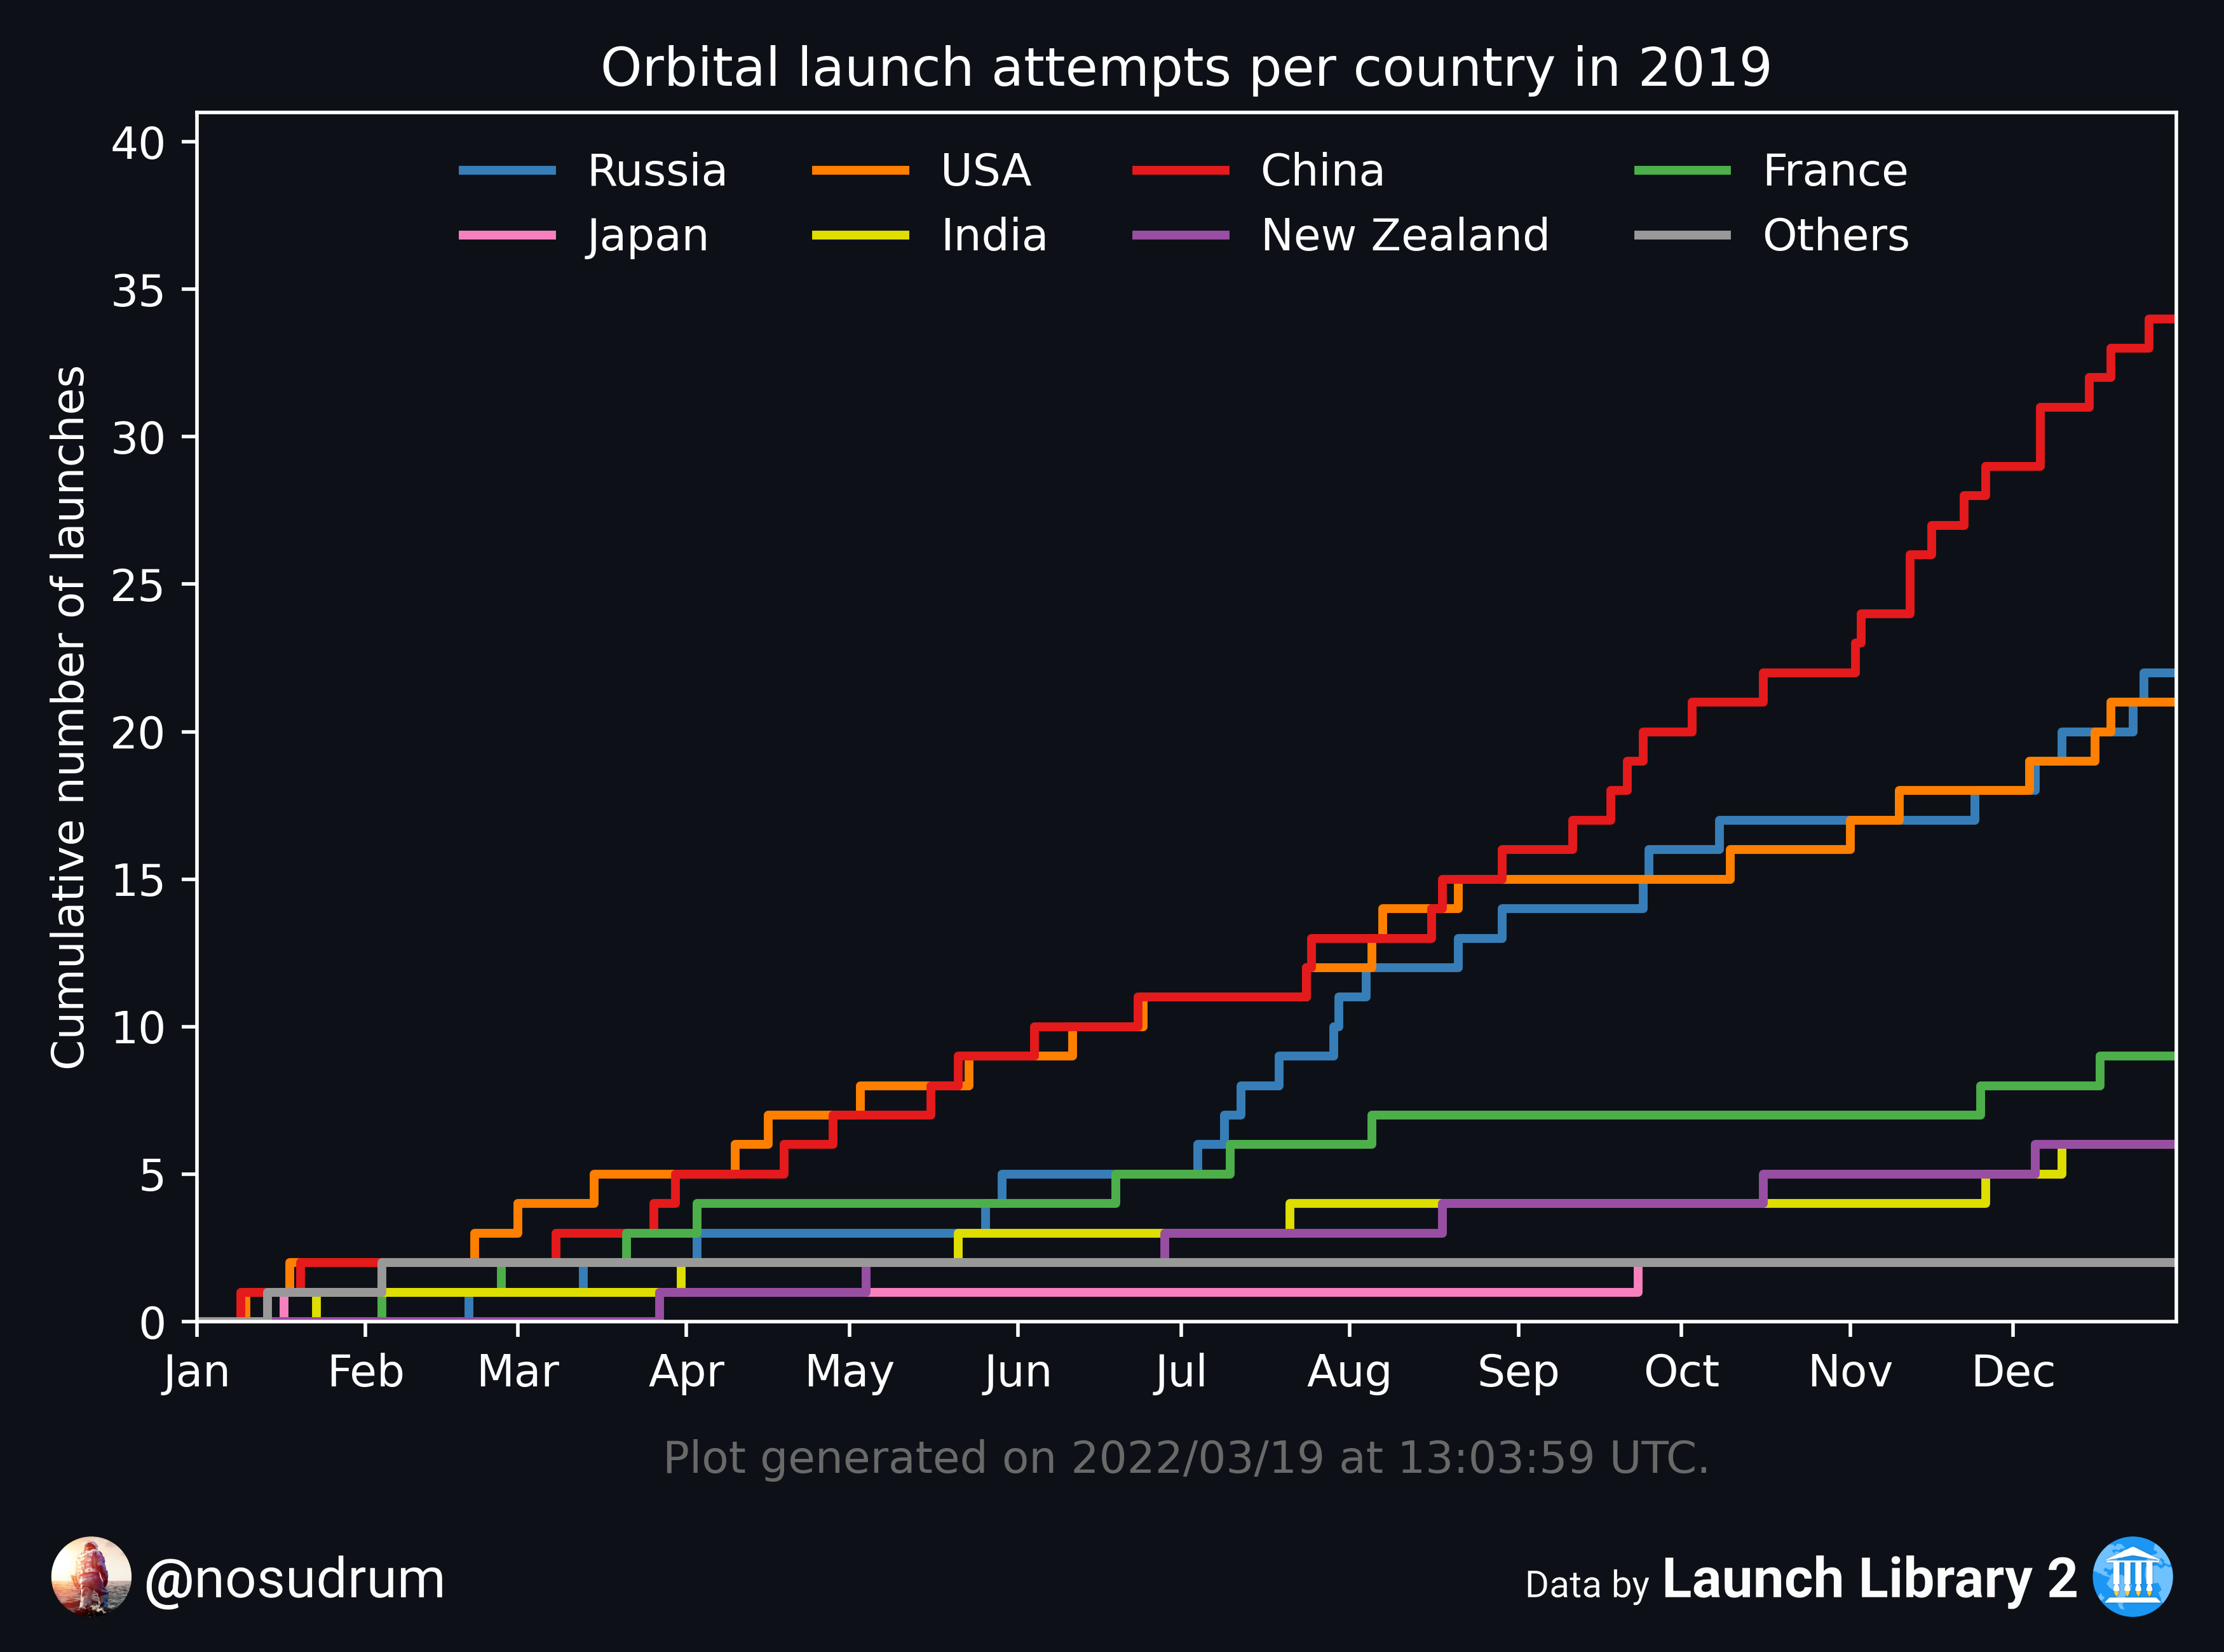 Orbital launch attempts per country in 2019
Russia USA China France
Japan India New Zealand Others
Cumulative number of launches
40
35
30
25
20
15
10
5
0
Jan Feb Mar Apr May Jun Jul Aug Sep Oct Nov Dec
Plot generated on 2022/03/19 at 13:03:59 UTC.
@nosudrum
Data by Launch Library 2